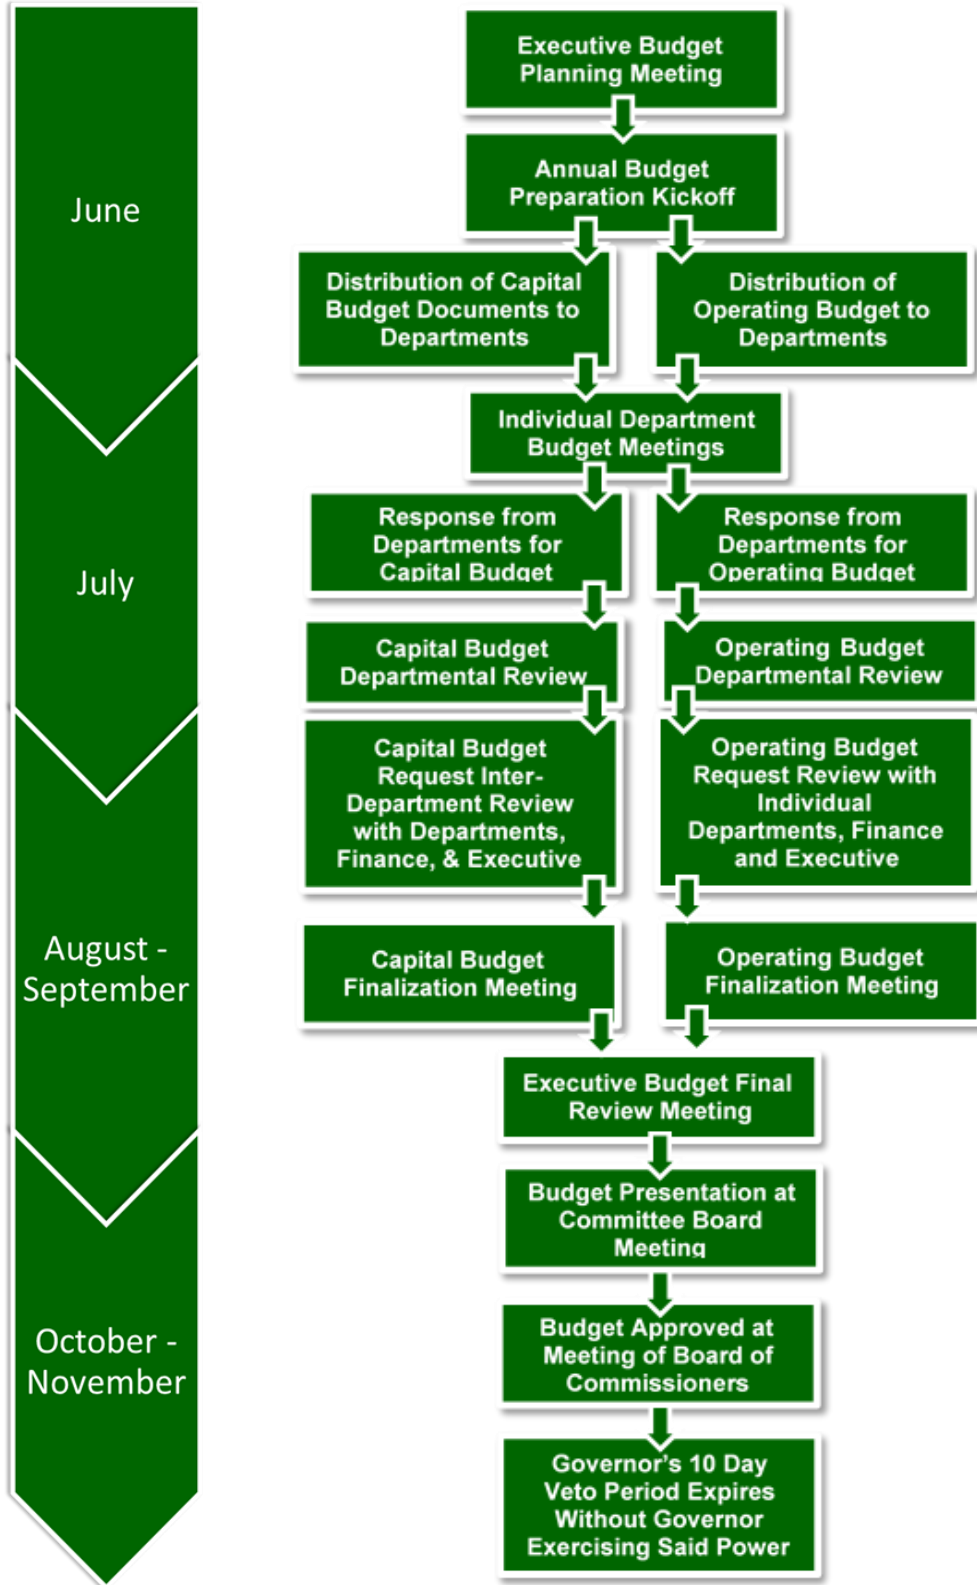 June
July
August -
September
October -
November
Executive Budget
Planning Meeting
Annual Budget
Preparation Kickoff
Distribution of Capital
Budget Documents to
Departments
Distribution of
Operating Budget to
Departments
Individual Department
Budget Meetings
Response from
Departments for
Capital Budget
Response from
Departments for
Operating Budget
Capital Budget
Departmental Review
Operating Budget
Departmental Review
Capital Budget
Request Inter-
Department Review
with Departments,
Finance, & Executive
Operating Budget
Request Review with
Individual
Departments, Finance
and Executive
Capital Budget
Finalization Meeting
Operating Budget
Finalization Meeting
Executive Budget Final
Review Meeting
Budget Presentation at
Committee Board
Meeting
Budget Approved at
Meeting of Board of
Commissioners
Governor's 10 Day
Veto Period Expires
Without Governor
Exercising Said Power